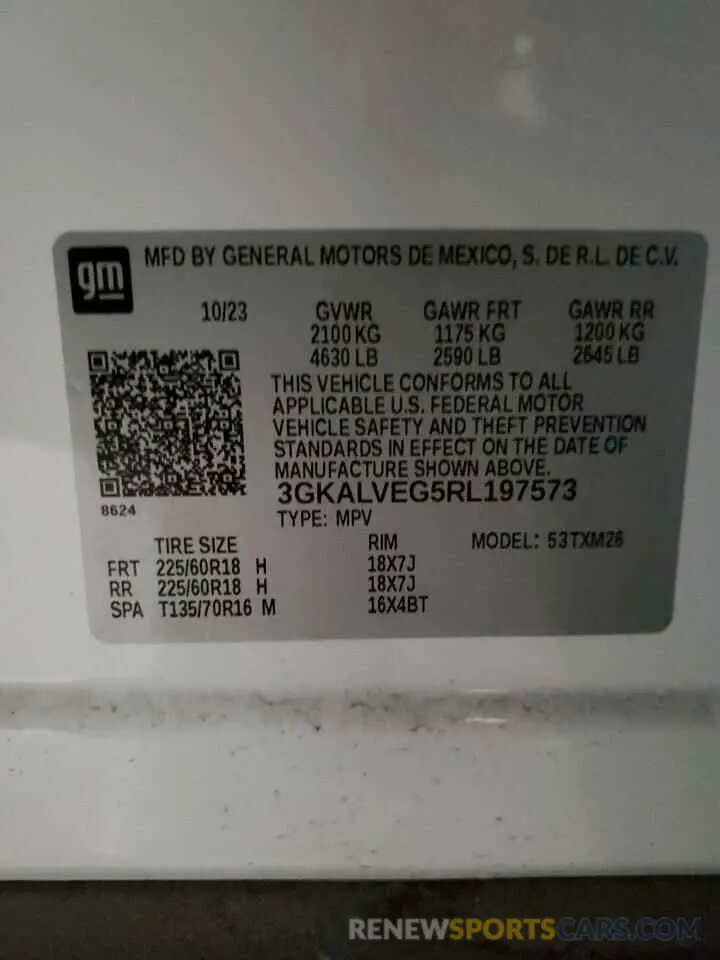 gm
MFD BY GENERAL MOTORS DE MEXICO, S. DE R.L. DE C.V.
10/23 GVWR GAWR FRT GAWR RR
2100 KG 1175 KG 1200 KG
4630 LB 2590 LB 2645 LB
THIS VEHICLE CONFORMS TO ALL
APPLICABLE U.S. FEDERAL MOTOR
VEHICLE SAFETY AND THEFT PREVENTION
STANDARDS IN EFFECT ON THE DATE OF
MANUFACTURE SHOWN ABOVE.
3GKALVEG5RL197573
8624
TYPE: MPV
TIRE SIZE RIM MODEL: 53TXM26
FRT 225/60R18 H 18X7J
RR 225/60R18 H 18X7J
SPA T135/70R16 M 16X4BT
RENEWSPORTSCARS.COM